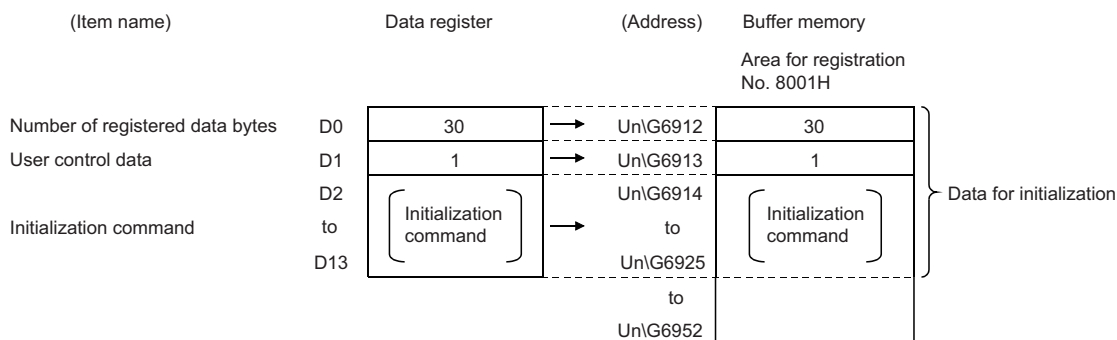 (Item name) Data register (Address) Buffer memory
Area for registration
No. 8001H
Number of registered data bytes D0 30 Un\G6912 30
User control data D1 1 Un\G6913 1
D2 Un\G6914
Initialization command to Initialization command to Initialization command Data for initialization
D13 Un\G6925
to
Un\G6952